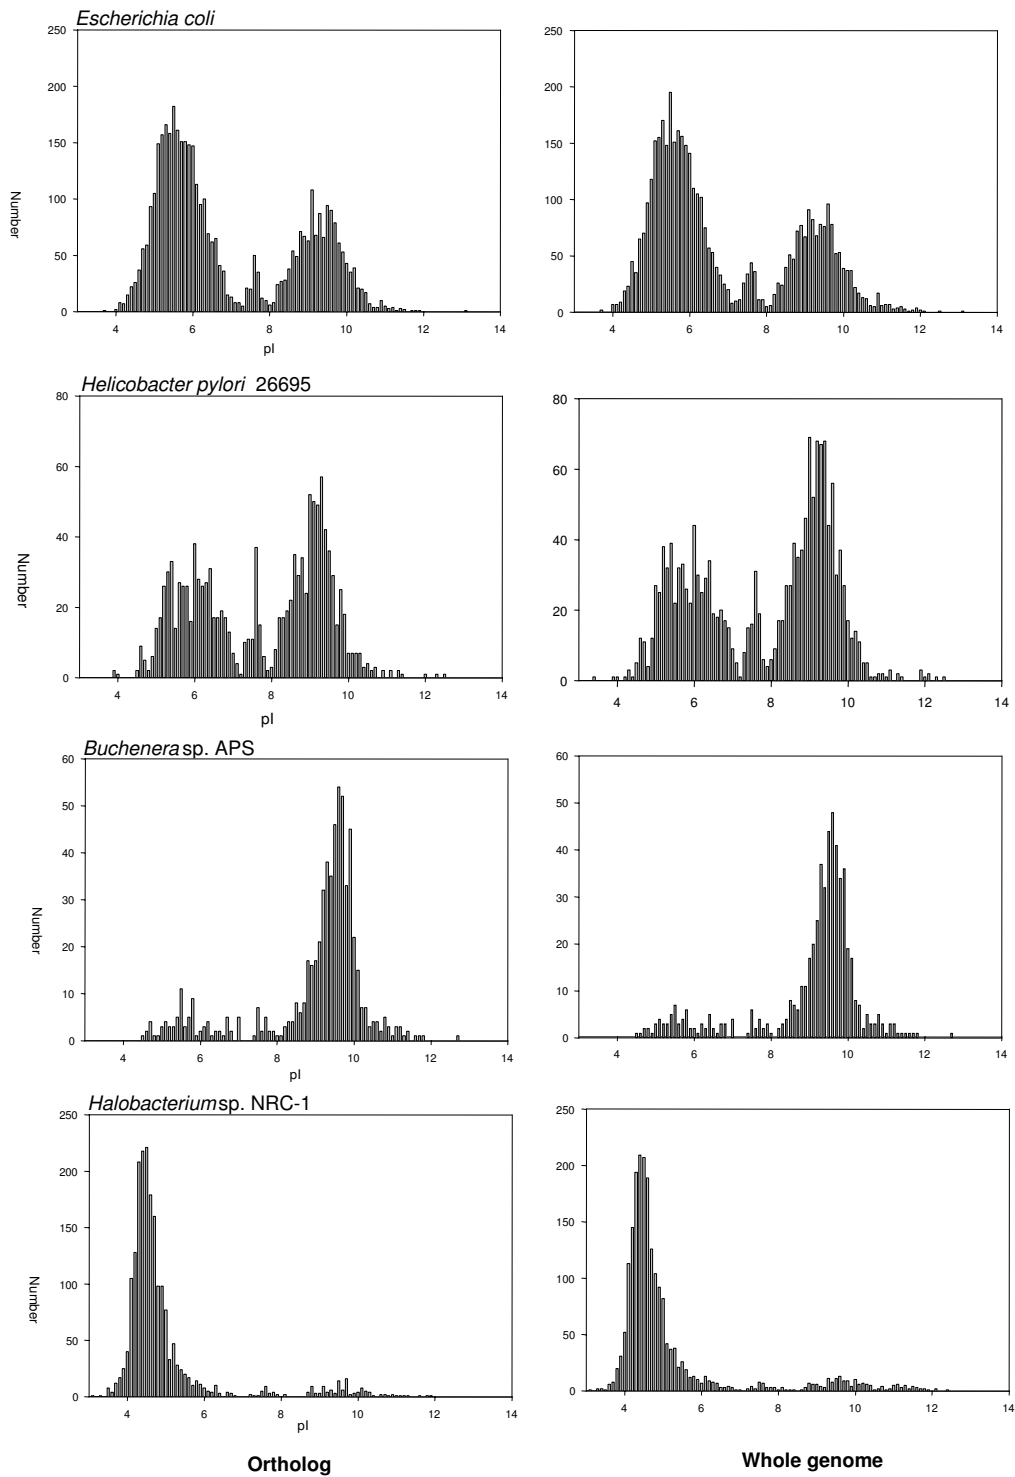 Escherichia coli
250
200
150
100
50
0
Number
4 6 8 10 12 14
pI
250
200
150
100
50
0
4 6 8 10 12 14
Helicobacter pylori 26695
80
60
40
20
0
Number
4 6 8 10 12 14
pI
80
60
40
20
0
4 6 8 10 12 14
Buchenera sp. APS
60
50
40
30
20
10
0
Number
4 6 8 10 12 14
pI
60
50
40
30
20
10
0
4 6 8 10 12 14
Halobacterium sp. NRC-1
250
200
150
100
50
0
Number
4 6 8 10 12 14
pI
250
200
150
100
50
0
4 6 8 10 12 14
Ortholog
Whole genome